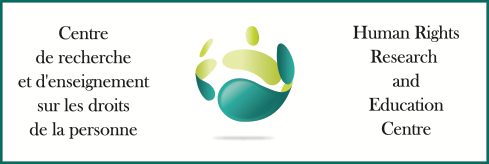 Centre
de recherche
et d'enseignement
sur les droits
de la personne
Human Rights
Research
and
Education
Centre